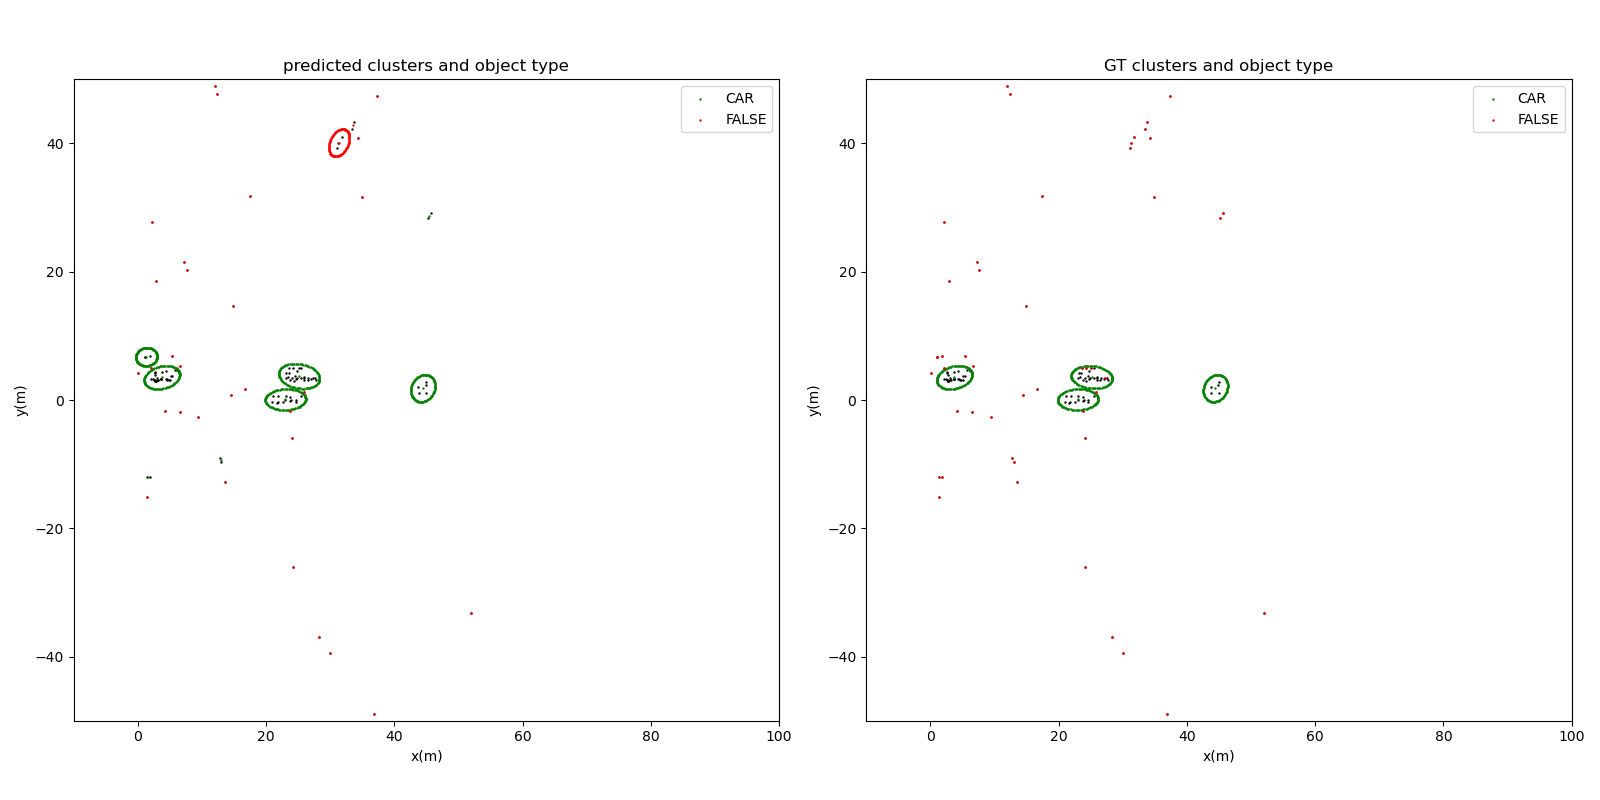 predicted clusters and object type
CAR
FALSE
40
20
0
−20
−40
y(m)
0 20 40 60 80 100
x(m)
GT clusters and object type
CAR
FALSE
40
20
0
−20
−40
y(m)
0 20 40 60 80 100
x(m)